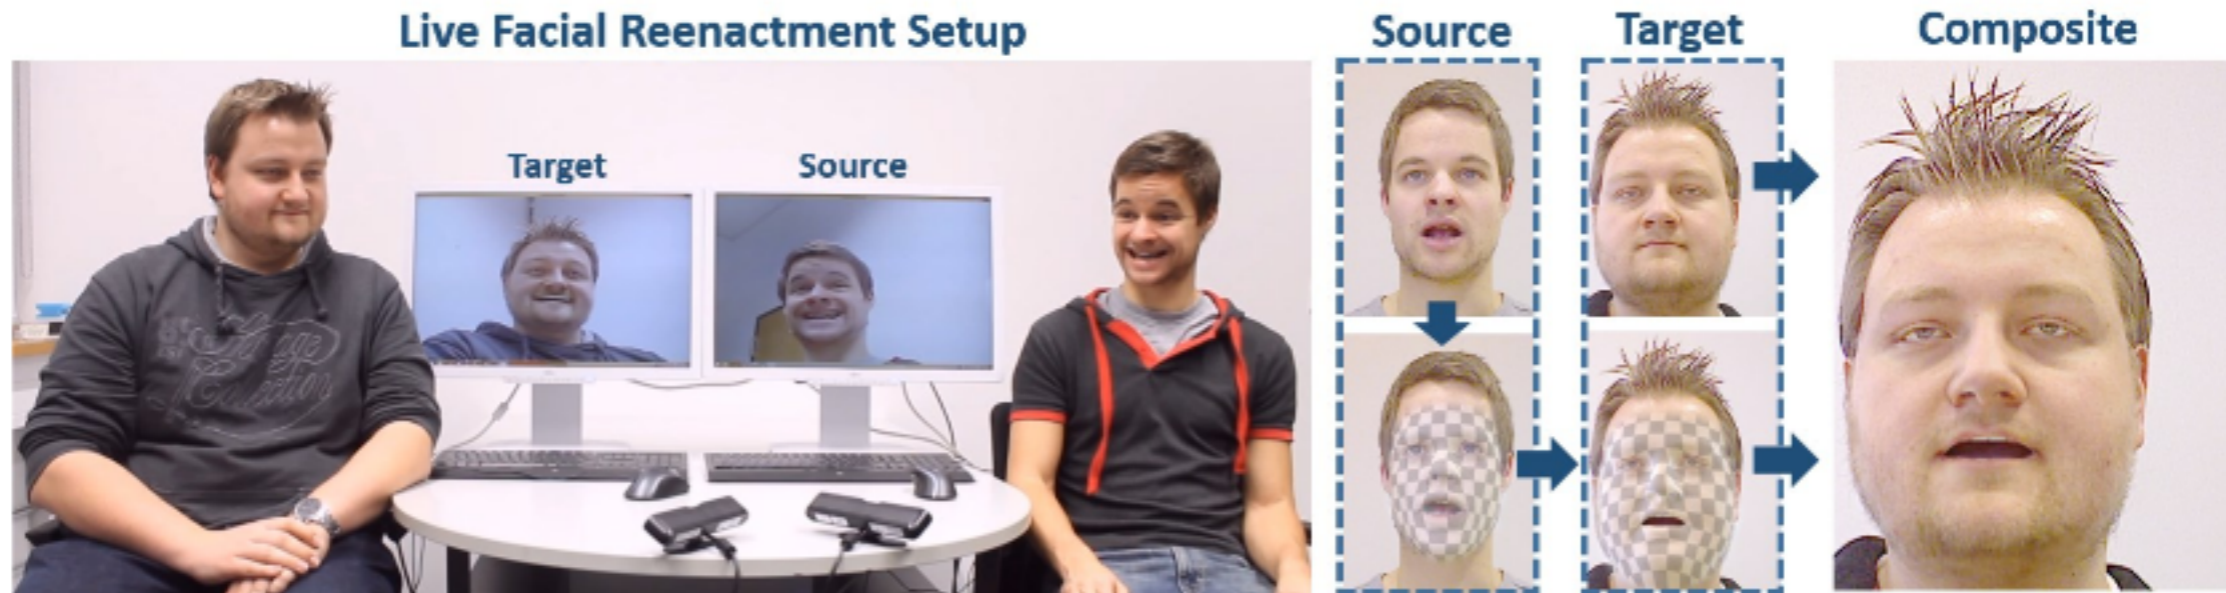 Live Facial Reenactment Setup
Source
Target
Composite
Target
Source